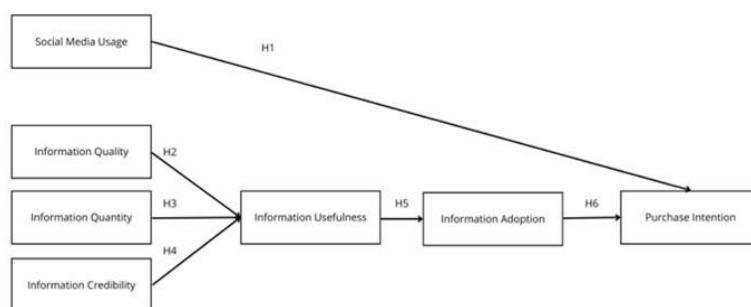 Social Media Usage
H1
Information Quality
H2
Information Quantity
H3
Information Usefulness
H5
Information Adoption
H6
Purchase Intention
H4
Information Credibility